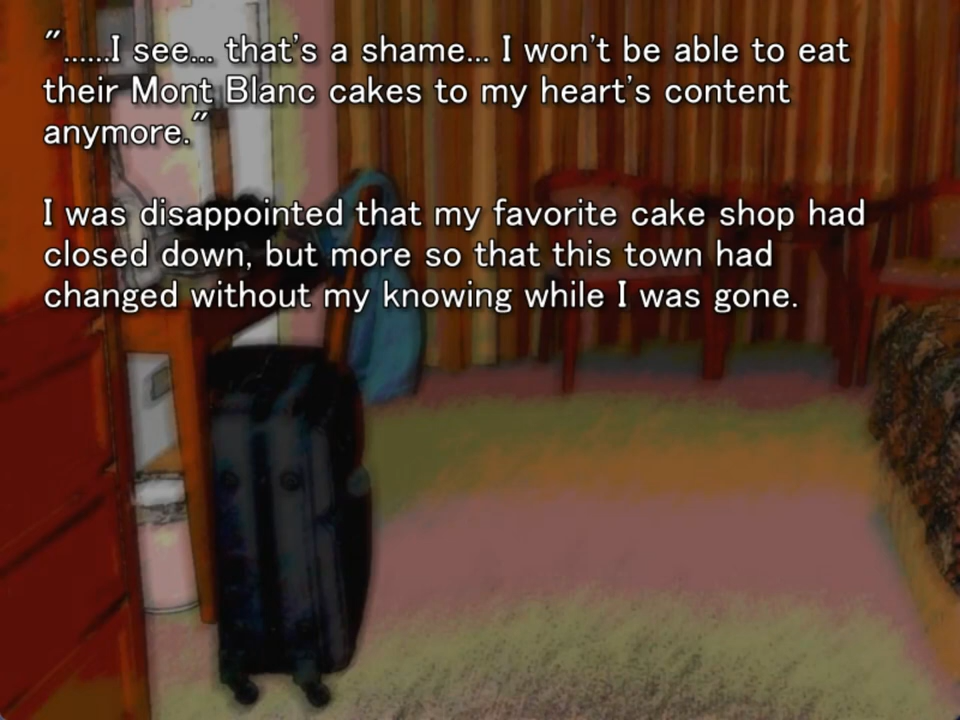 "......I see... that's a shame... I won't be able to eat
their Mont Blanc cakes to my heart's content
anymore."
I was disappointed that my favorite cake shop had
closed down, but more so that this town had
changed without my knowing while I was gone.